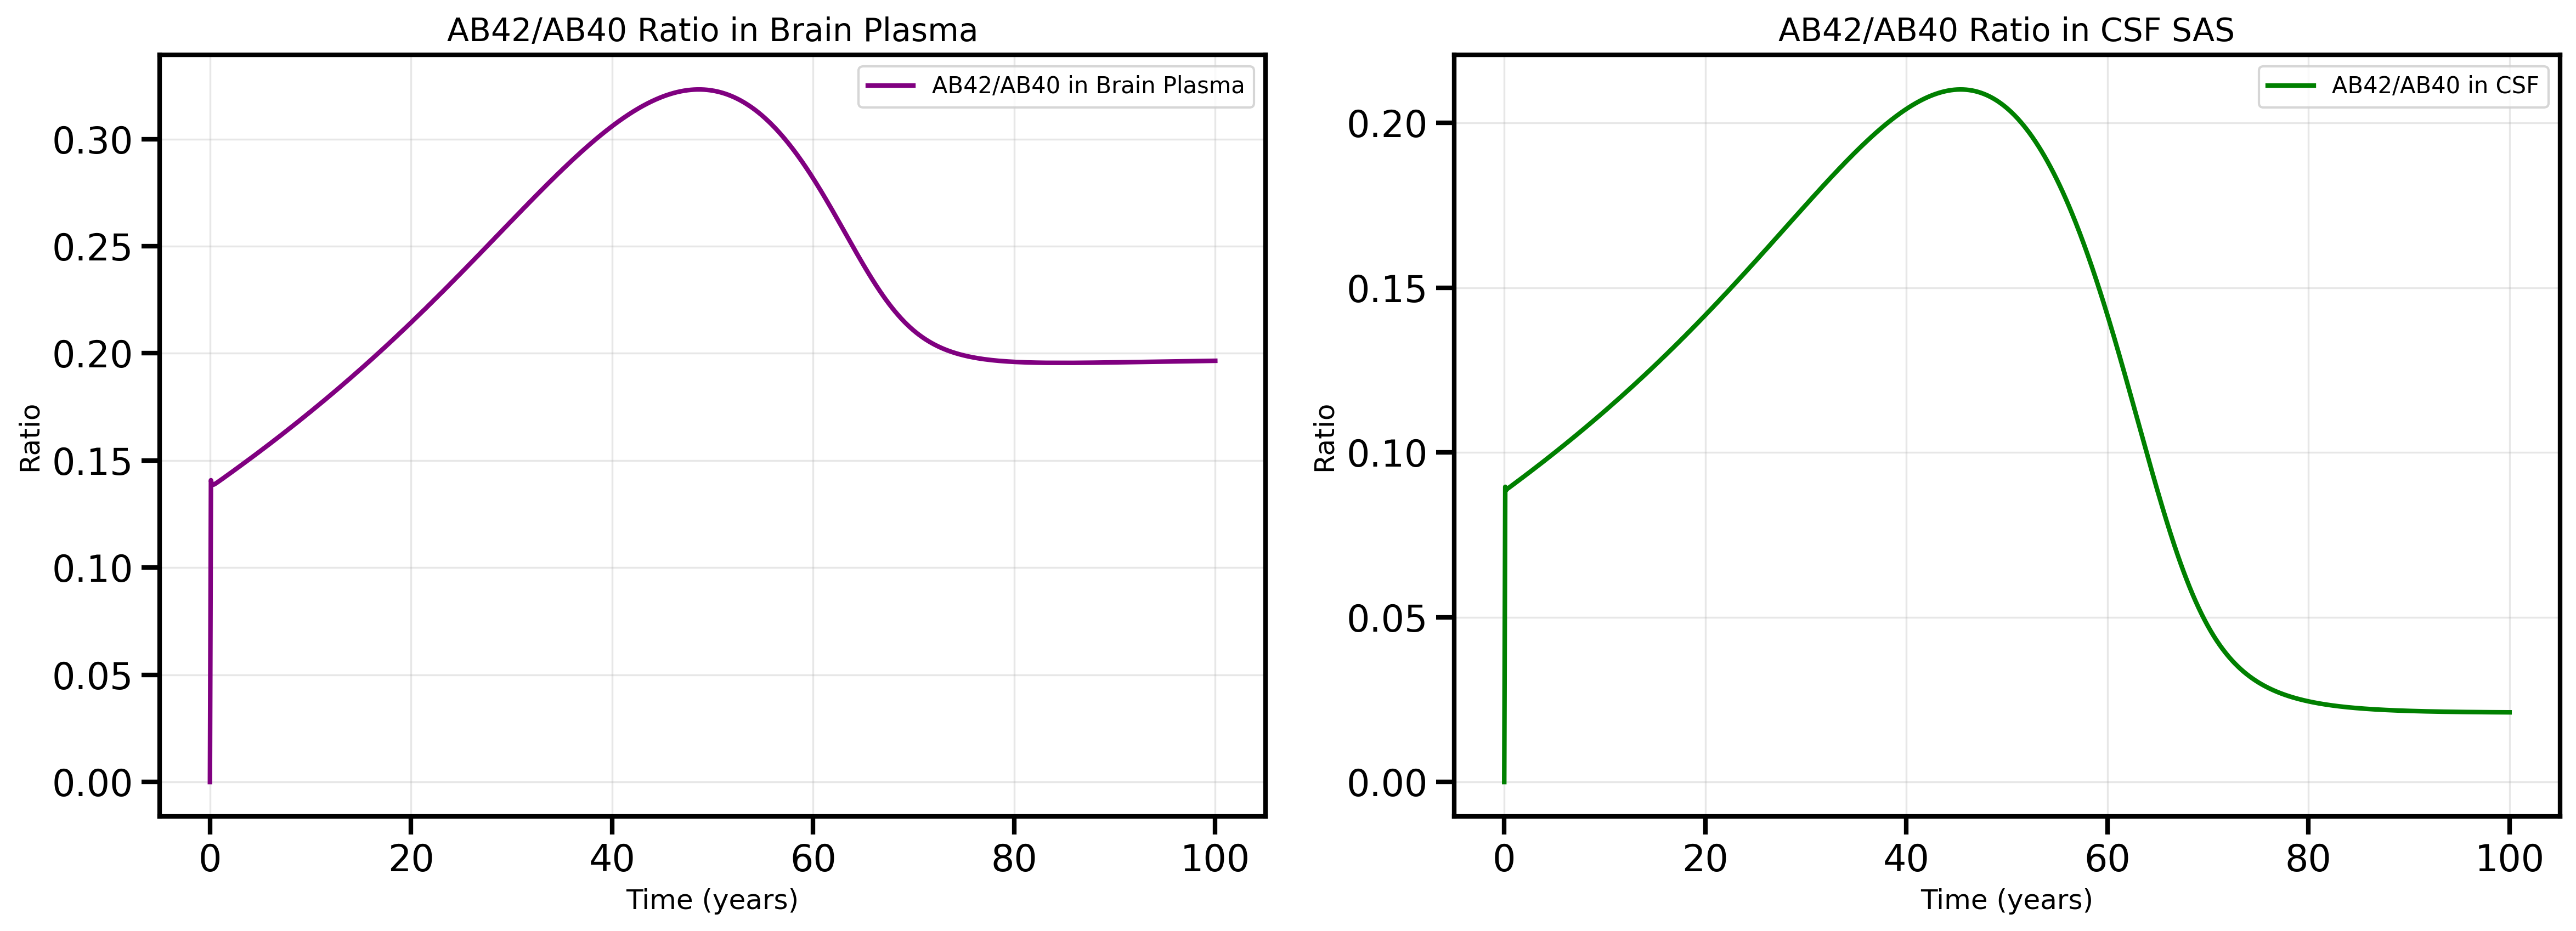 AB42/AB40 Ratio in Brain Plasma
AB42/AB40 in Brain Plasma
Ratio
0.30
0.25
0.20
0.15
0.10
0.05
0.00
0 20 40 60 80 100
Time (years)
AB42/AB40 Ratio in CSF SAS
AB42/AB40 in CSF
Ratio
0.20
0.15
0.10
0.05
0.00
0 20 40 60 80 100
Time (years)